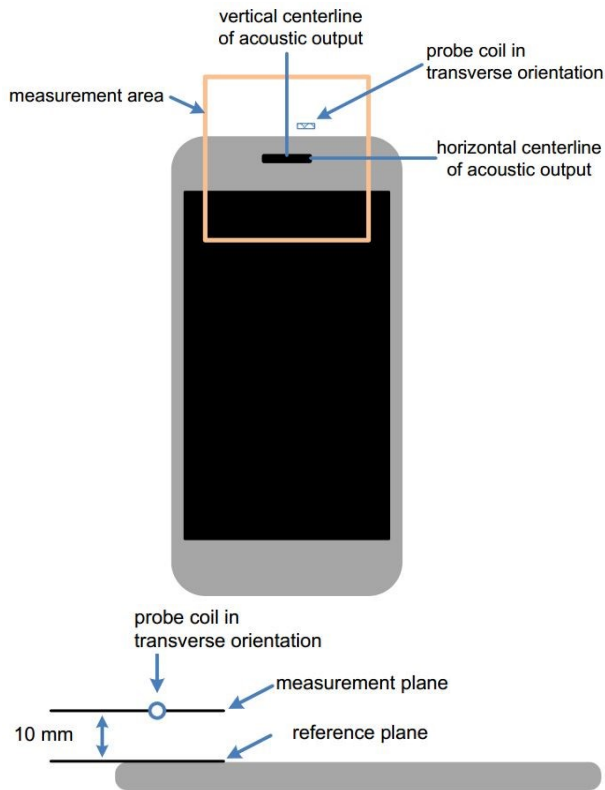 vertical centerline
of acoustic output
probe coil in
transverse orientation
measurement area
horizontal centerline
of acoustic output
probe coil in
transverse orientation
measurement plane
10 mm
reference plane